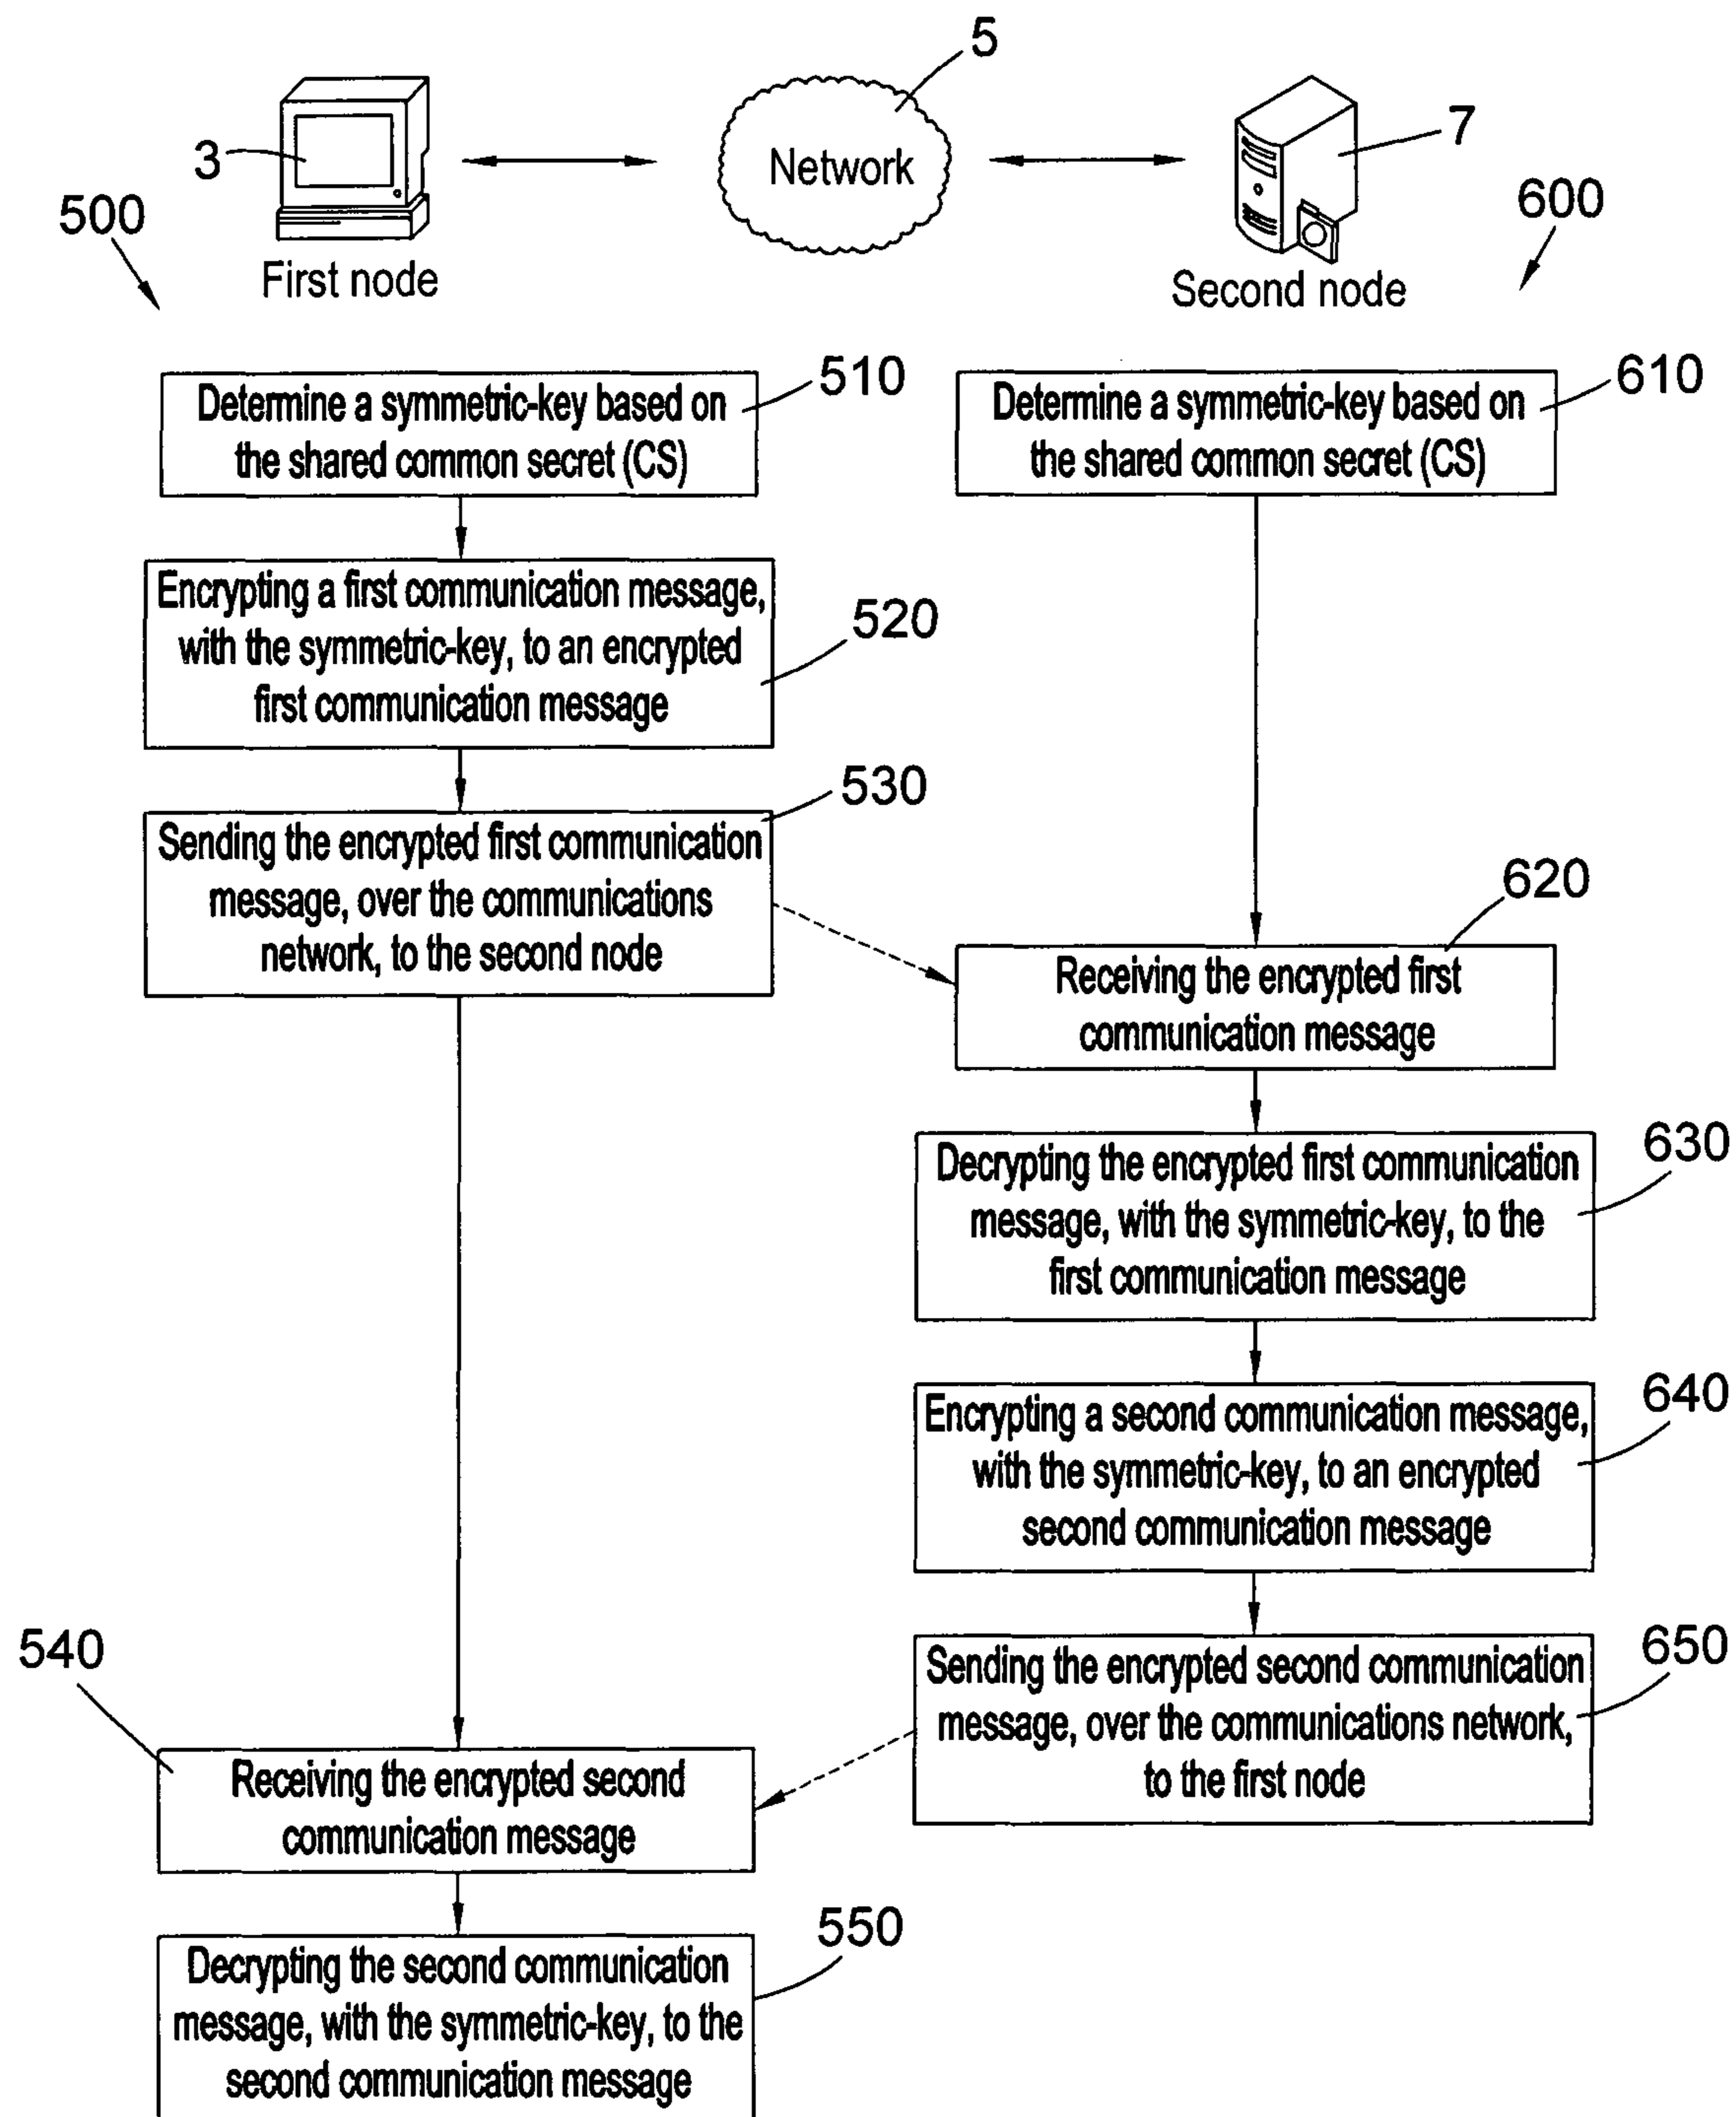 5
Network
3
7
500
600
First node
Second node
Determine a symmetric-key based on
the shared common secret (CS)
510
Determine a symmetric-key based on
the shared common secret (CS)
610
Encrypting a first communication message,
with the symmetric-key, to an encrypted
first communication message
520
Sending the encrypted first communication
message, over the communications
network, to the second node
530
620
Receiving the encrypted first
communication message
Decrypting the encrypted first communication
message, with the symmetric-key, to the
first communication message
630
Encrypting a second communication message,
with the symmetric-key, to an encrypted
second communication message
640
Sending the encrypted second communication
message, over the communications network,
to the first node
650
540
Receiving the encrypted second
communication message
Decrypting the second communication
message, with the symmetric-key, to the
second communication message
550